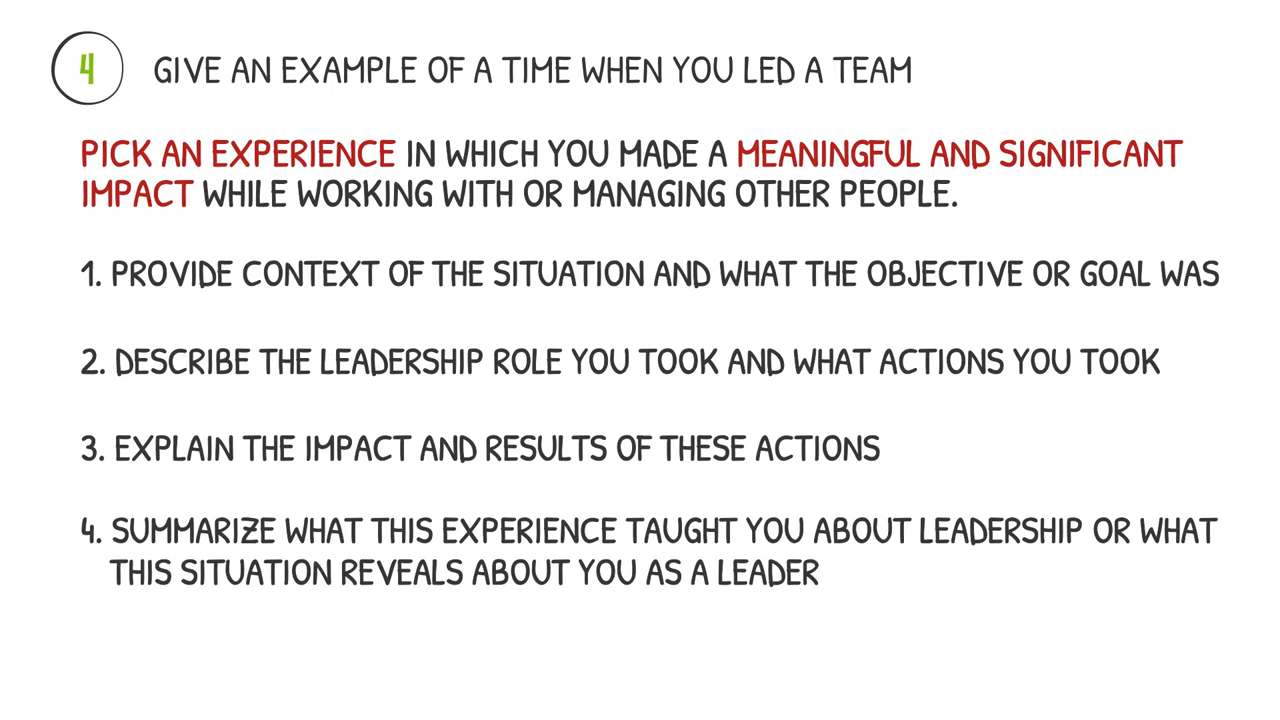 4
GIVE AN EXAMPLE OF A TIME WHEN YOU LED A TEAM
PICK AN EXPERIENCE IN WHICH YOU MADE A MEANINGFUL AND SIGNIFICANT
IMPACT WHILE WORKING WITH OR MANAGING OTHER PEOPLE.
1. PROVIDE CONTEXT OF THE SITUATION AND WHAT THE OBJECTIVE OR GOAL WAS
2. DESCRIBE THE LEADERSHIP ROLE YOU TOOK AND WHAT ACTIONS YOU TOOK
3. EXPLAIN THE IMPACT AND RESULTS OF THESE ACTIONS
4. SUMMARIZE WHAT THIS EXPERIENCE TAUGHT YOU ABOUT LEADERSHIP OR WHAT
THIS SITUATION REVEALS ABOUT YOU AS A LEADER